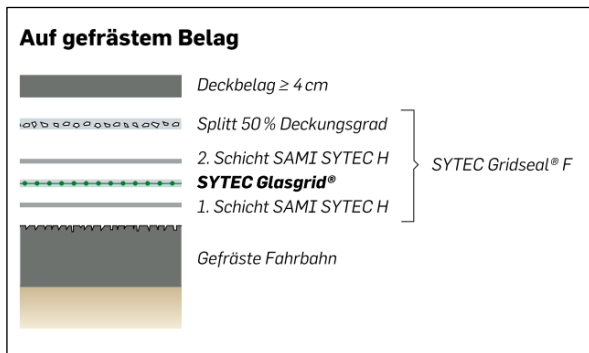 Auf gefrästem Belag
Deckbelag ≥ 4 cm
Splitt 50 % Deckungsgrad
2. Schicht SAMI SYTEC H
SYTEC Glasgrid®
1. Schicht SAMI SYTEC H
SYTEC Gridseal® F
Gefräste Fahrbahn